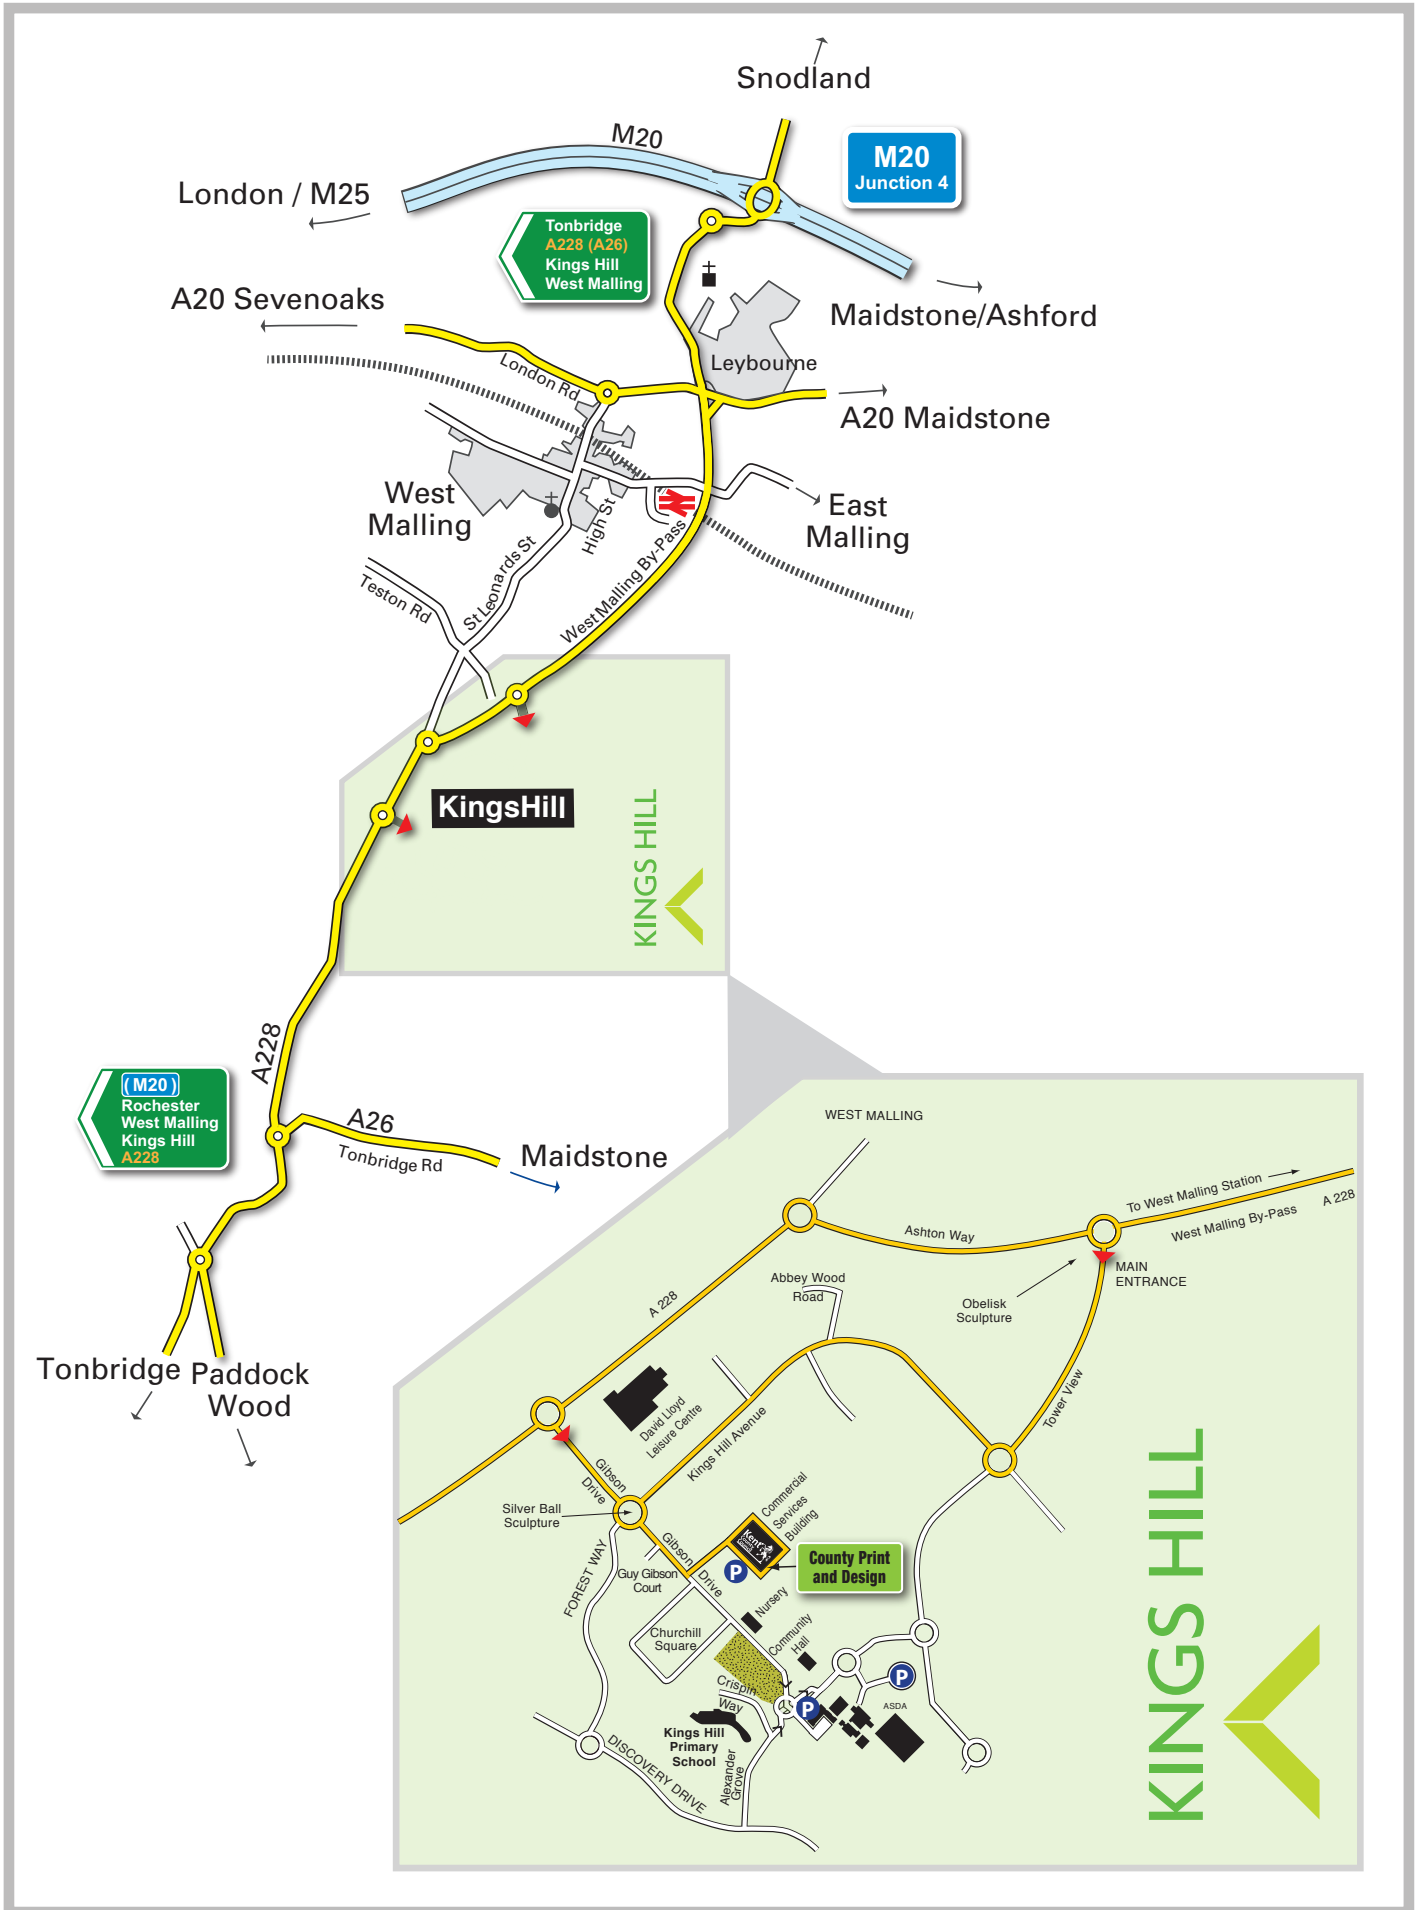 Snodland
M20
M20
Junction 4
London / M25
Tonbridge
A228 (A26)
Kings Hill
West Malling
A20 Sevenoaks
Maidstone/Ashford
Leybourne
London Rd
A20 Maidstone
West
Malling
High St
East
Malling
St Leonards St
Teston Rd
West Malling By-Pass
KingsHill
KINGS HILL
A228
(M20)
Rochester
West Malling
Kings Hill
A228
A26
Tonbridge Rd
Maidstone
Tonbridge
Paddock
Wood
WEST MALLING
To West Malling Station
A 228
West Malling By-Pass
Ashton Way
MAIN
ENTRANCE
Abbey Wood
Road
Obelisk
Sculpture
A 228
Tower View
David Lloyd
Leisure Centre
Kings Hill Avenue
Gibson
Drive
Silver Ball
Sculpture
Commercial
Services
Building
Kent
County
Council
Gibson
Drive
P
County Print
and Design
FOREST WAY
Guy Gibson
Court
Nursery
Churchill
Square
Community
Hall
Crispin
Way
P
P
ASDA
Kings Hill
Primary
School
Alexander
Grove
DISCOVERY DRIVE
KINGS HILL